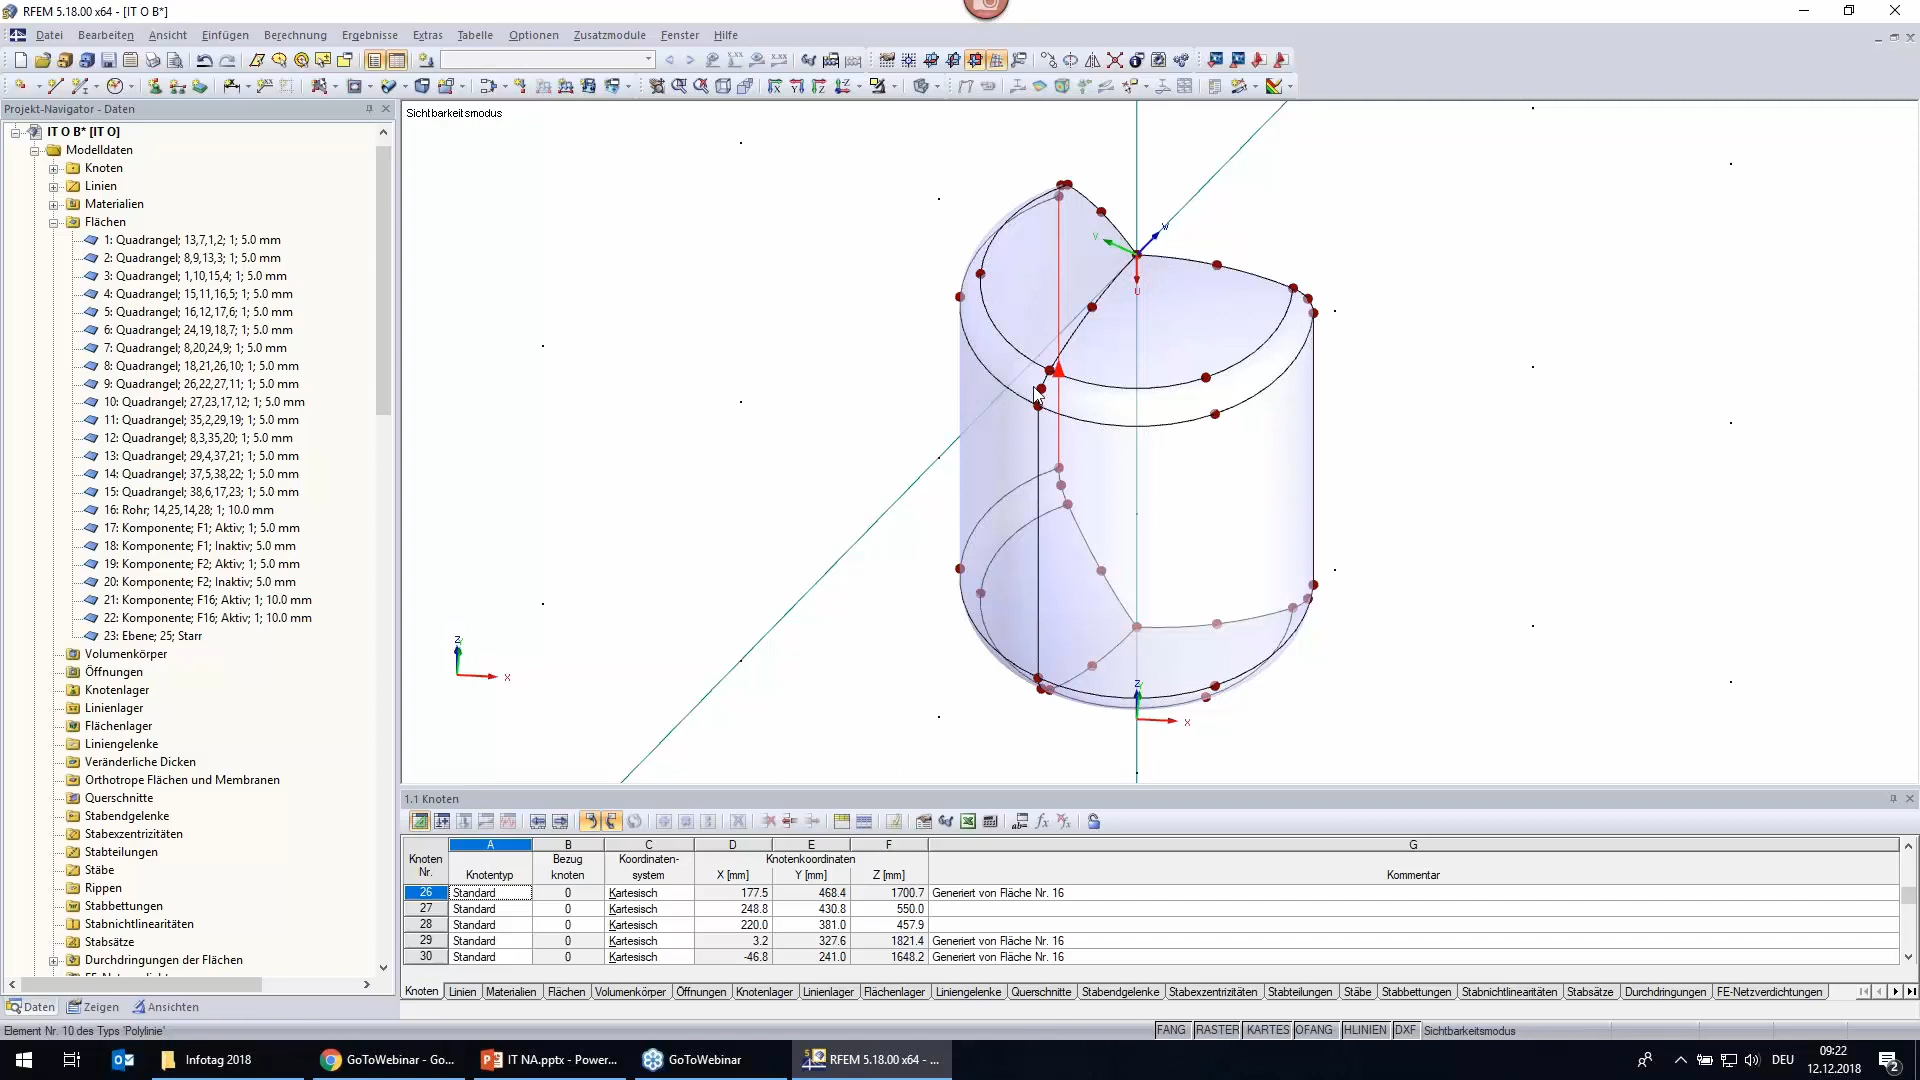 RFEM 5.18.00 x64 - [IT O B*]
Datei Bearbeiten Ansicht Einfügen Berechnung Ergebnisse Extras Tabelle Optionen Zusatzmodule Fenster Hilfe
Projekt-Navigator - Daten
IT O B* [IT O]
Modelldaten
Knoten
Linien
Materialien
Flächen
1: Quadrangel; 13,7,1,2; 1; 5.0 mm
2: Quadrangel; 8,9,13,3; 1; 5.0 mm
3: Quadrangel; 1,10,15,4; 1; 5.0 mm
4: Quadrangel; 15,11,16,5; 1; 5.0 mm
5: Quadrangel; 16,12,17,6; 1; 5.0 mm
6: Quadrangel; 24,19,18,7; 1; 5.0 mm
7: Quadrangel; 8,20,24,9; 1; 5.0 mm
8: Quadrangel; 18,21,26,10; 1; 5.0 mm
9: Quadrangel; 26,22,27,11; 1; 5.0 mm
10: Quadrangel; 27,23,17,12; 1; 5.0 mm
11: Quadrangel; 35,2,29,19; 1; 5.0 mm
12: Quadrangel; 8,3,35,20; 1; 5.0 mm
13: Quadrangel; 29,4,37,21; 1; 5.0 mm
14: Quadrangel; 37,5,38,22; 1; 5.0 mm
15: Quadrangel; 38,6,17,23; 1; 5.0 mm
16: Rohr; 14,25,14,28; 1; 10.0 mm
17: Komponente; F1; Aktiv; 1; 5.0 mm
18: Komponente; F1; Inaktiv; 5.0 mm
19: Komponente; F2; Aktiv; 1; 5.0 mm
20: Komponente; F2; Inaktiv; 5.0 mm
21: Komponente; F16; Aktiv; 1; 10.0 mm
22: Komponente; F16; Aktiv; 1; 10.0 mm
23: Ebene; 25; Starr
Volumenkörper
Öffnungen
Knotenlager
Linienlager
Flächenlager
Liniengelenke
Veränderliche Dicken
Orthotrope Flächen und Membranen
Querschnitte
Stabendgelenke
Stabexzentrizitäten
Stabteilungen
Stäbe
Rippen
Stabbettungen
Stabnichtlinearitäten
Stabsätze
Durchdringungen der Flächen
Daten Zeigen Ansichten
Sichtbarkeitsmodus
V W
U
Z
X
Z
X
1.1 Knoten
A B C D E F G
Knoten Bezug Koordinaten- Knotenkoordinaten
Nr. Knotentyp knoten system X [mm] Y [mm] Z [mm] Kommentar
26 Standard 0 Kartesisch 177.5 468.4 1700.7 Generiert von Fläche Nr. 16
27 Standard 0 Kartesisch 248.8 430.8 550.0
28 Standard 0 Kartesisch 220.0 381.0 457.9
29 Standard 0 Kartesisch 3.2 327.6 1821.4 Generiert von Fläche Nr. 16
30 Standard 0 Kartesisch -46.8 241.0 1648.2 Generiert von Fläche Nr. 16
Knoten Linien Materialien Flächen Volumenkörper Öffnungen Knotenlager Linienlager Flächenlager Liniengelenke Querschnitte Stabendgelenke Stabexzentrizitäten Stabteilungen Stäbe Stabbettungen Stabnichtlinearitäten Stabsätze Durchdringungen FE-Netzverdichtungen
Element Nr. 10 des Typs 'Polylinie' FANG RASTER KARTES OFANG HLINIEN DXF Sichtbarkeitsmodus
Infotag 2018 GoToWebinar - Go... IT NA.pptx - Power... GoToWebinar RFEM 5.18.00 x64 - ... DEU 09:22
12.12.2018 2